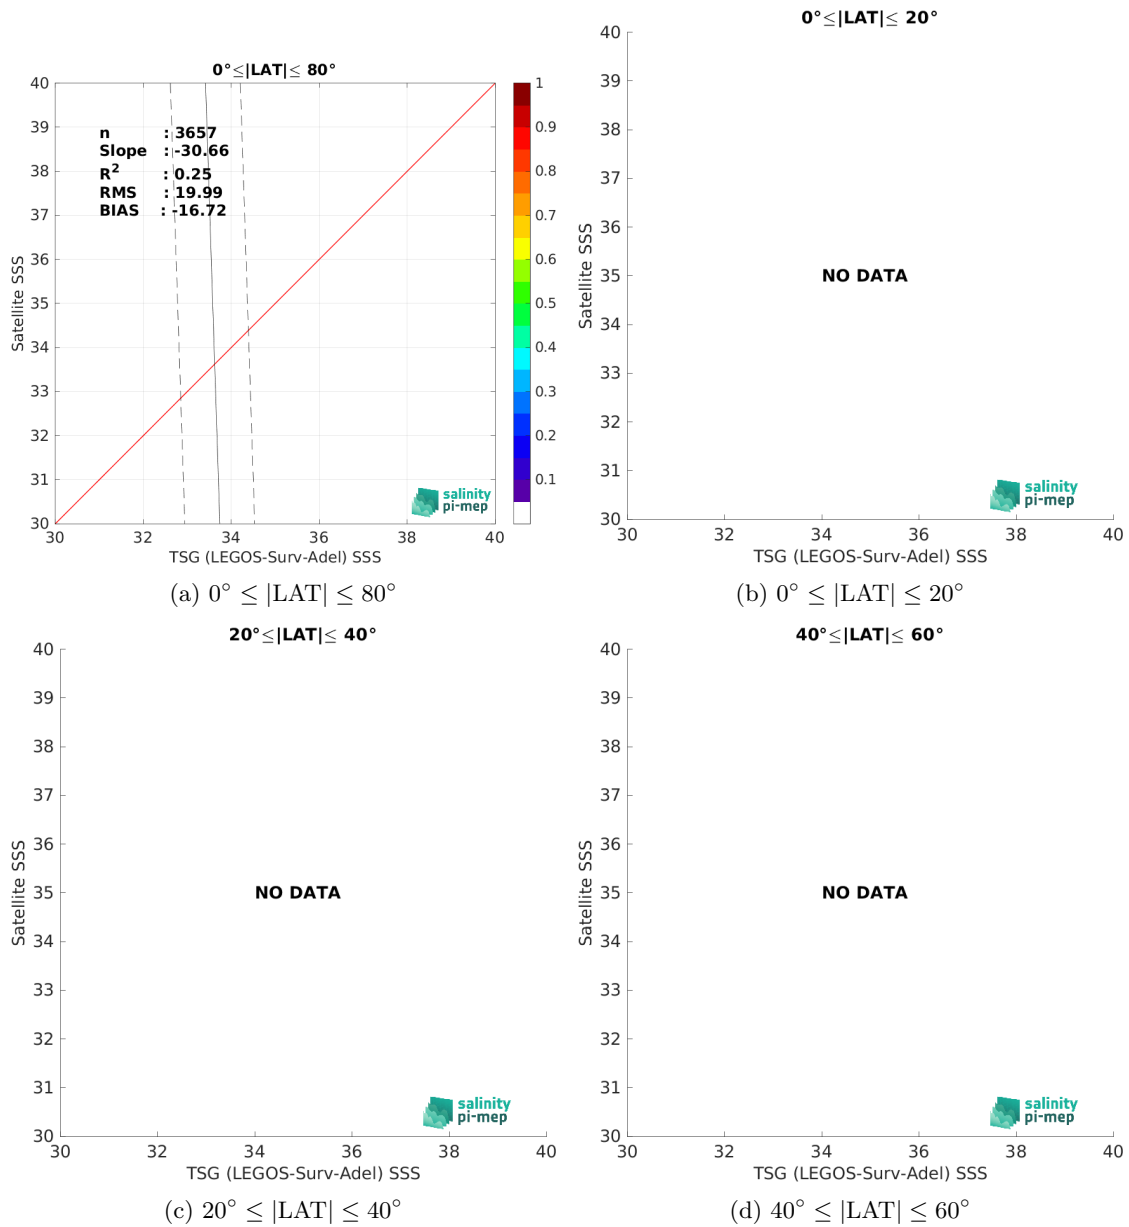 0°≤|LAT|≤ 80°
40
39
38
37
36
35
34
33
32
31
30
n : 3657
Slope : -30.66
R² : 0.25
RMS : 19.99
BIAS : -16.72
Satellite SSS
30 32 34 36 38 40
TSG (LEGOS-Surv-Adel) SSS
1
0.9
0.8
0.7
0.6
0.5
0.4
0.3
0.2
0.1
salinity
pi-mep
(a) 0° ≤ |LAT| ≤ 80°
0°≤|LAT|≤ 20°
40
39
38
37
36
35
34
33
32
31
30
Satellite SSS
NO DATA
salinity
pi-mep
30 32 34 36 38 40
TSG (LEGOS-Surv-Adel) SSS
(b) 0° ≤ |LAT| ≤ 20°
20°≤|LAT|≤ 40°
40
39
38
37
36
35
34
33
32
31
30
Satellite SSS
NO DATA
salinity
pi-mep
30 32 34 36 38 40
TSG (LEGOS-Surv-Adel) SSS
(c) 20° ≤ |LAT| ≤ 40°
40°≤|LAT|≤ 60°
40
39
38
37
36
35
34
33
32
31
30
Satellite SSS
NO DATA
salinity
pi-mep
30 32 34 36 38 40
TSG (LEGOS-Surv-Adel) SSS
(d) 40° ≤ |LAT| ≤ 60°